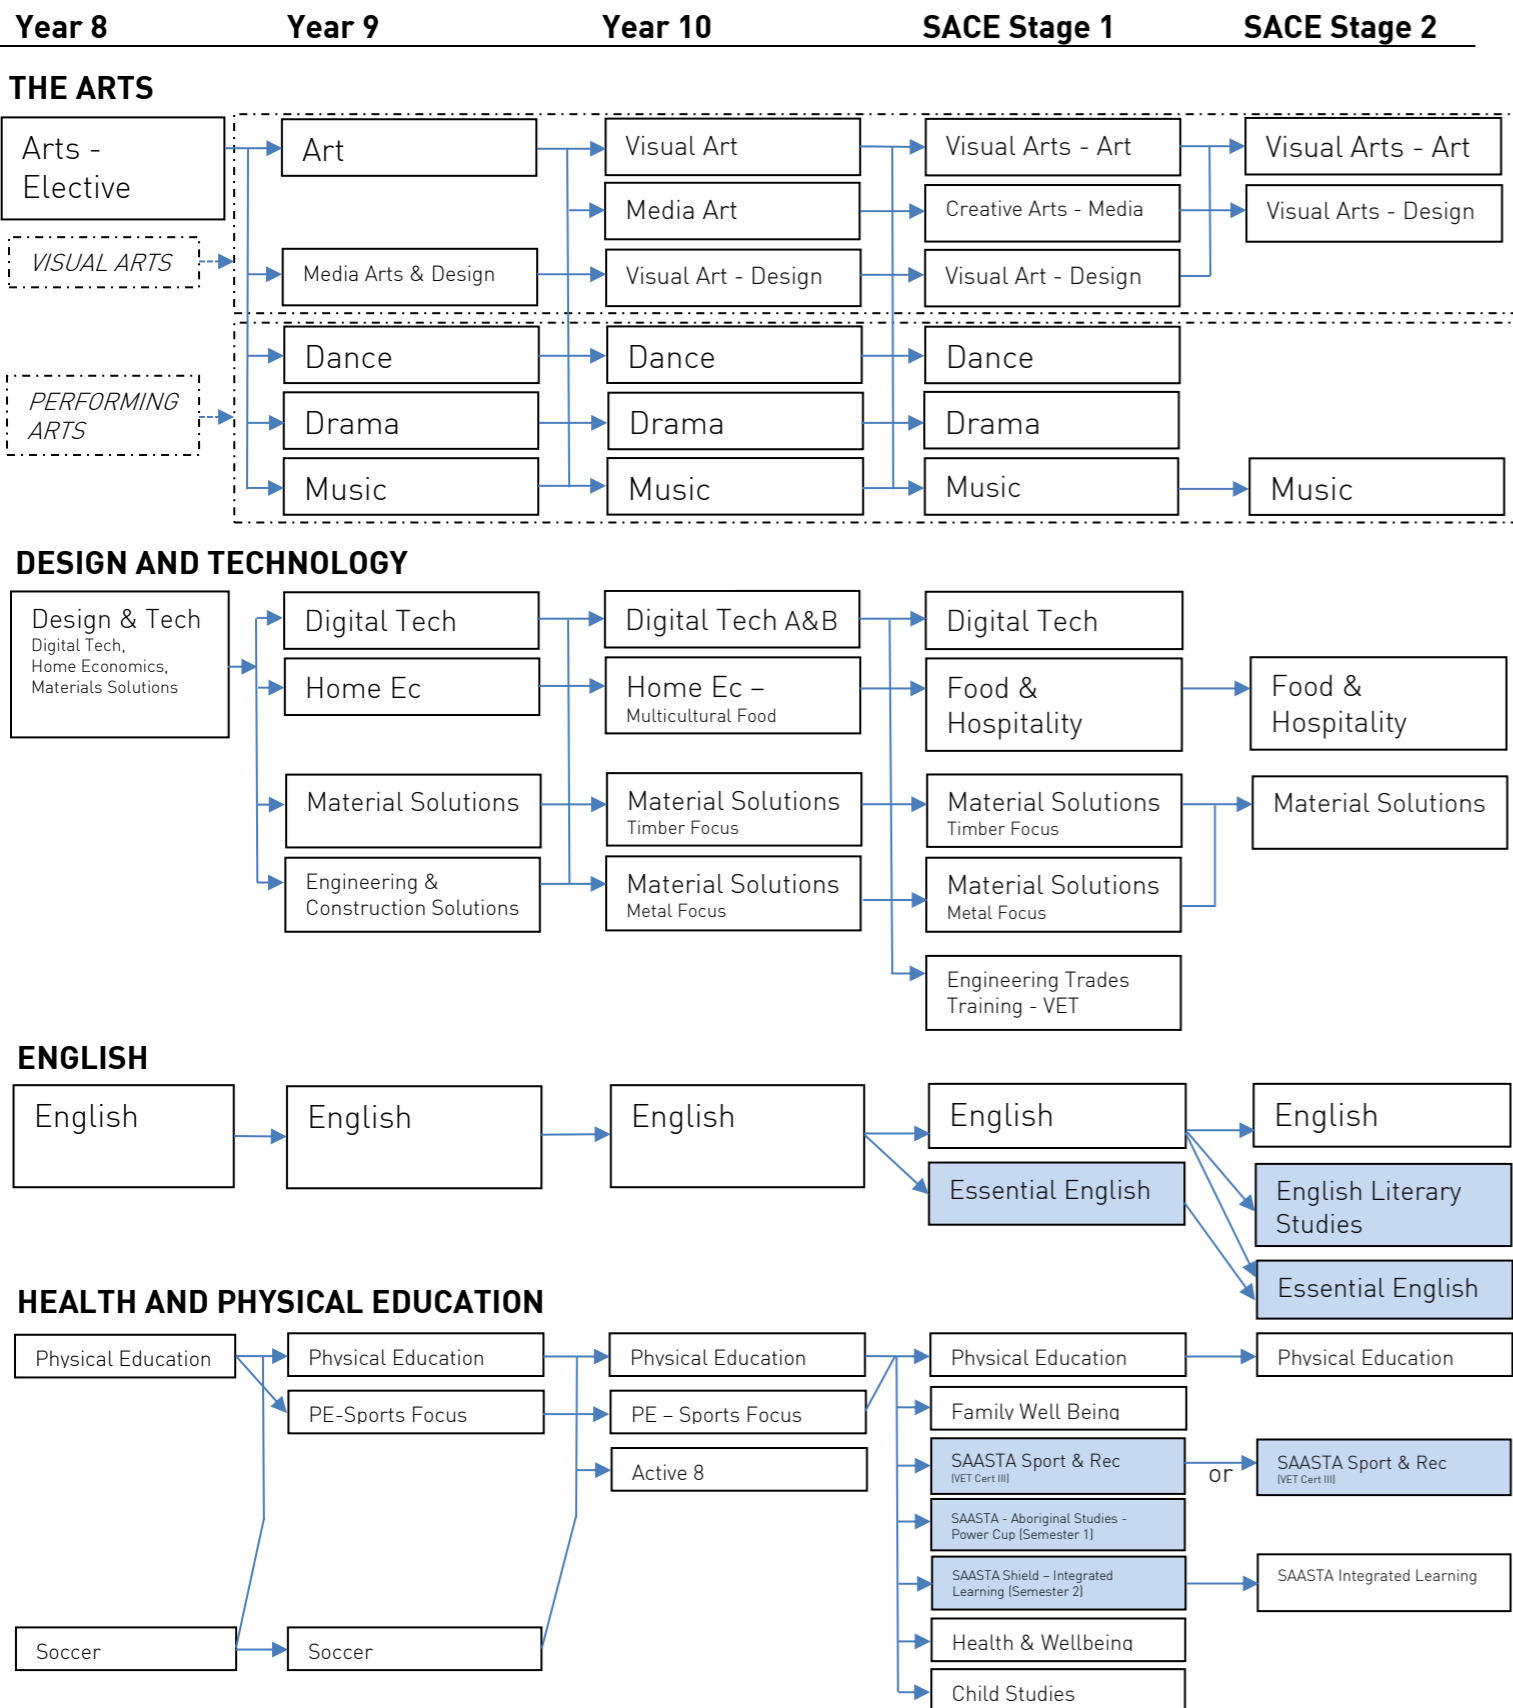 Year 8 Year 9 Year 10 SACE Stage 1 SACE Stage 2
THE ARTS
Arts -
Elective
VISUAL ARTS
PERFORMING
ARTS
Art
Media Arts & Design
Dance
Drama
Music
Visual Art
Media Art
Visual Art - Design
Dance
Drama
Music
Visual Arts - Art
Creative Arts - Media
Visual Art - Design
Dance
Drama
Music
Visual Arts - Art
Visual Arts - Design
Music
DESIGN AND TECHNOLOGY
Design & Tech
Digital Tech,
Home Economics,
Materials Solutions
Digital Tech
Home Ec
Material Solutions
Engineering &
Construction Solutions
Digital Tech A&B
Home Ec –
Multicultural Food
Material Solutions
Timber Focus
Material Solutions
Metal Focus
Digital Tech
Food &
Hospitality
Material Solutions
Timber Focus
Material Solutions
Metal Focus
Engineering Trades
Training - VET
Food &
Hospitality
Material Solutions
ENGLISH
English
English
English
English
Essential English
English
English Literary
Studies
Essential English
HEALTH AND PHYSICAL EDUCATION
Physical Education
Soccer
Physical Education
PE-Sports Focus
Soccer
Physical Education
PE – Sports Focus
Active 8
Physical Education
Family Well Being
SAASTA Sport & Rec
(VET Cert III)
SAASTA - Aboriginal Studies -
Power Cup (Semester 1)
SAASTA Shield – Integrated
Learning (Semester 2)
Health & Wellbeing
Child Studies
or
Physical Education
SAASTA Sport & Rec
(VET Cert III)
SAASTA Integrated Learning